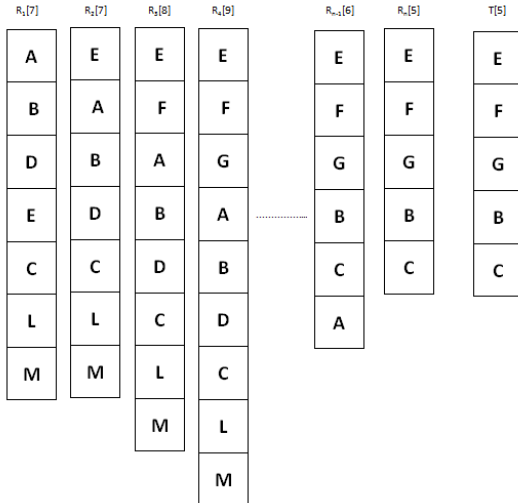 R₁[7] R₂[7] R₃[8] R₄[9] Rₙ₋₁[6] Rₙ[5] T[5]
A E E E E E E
B A F F F F F
D B A G G G G
E D B A B B B
C C D B C C C
L L C D A
M M L C
M L
M